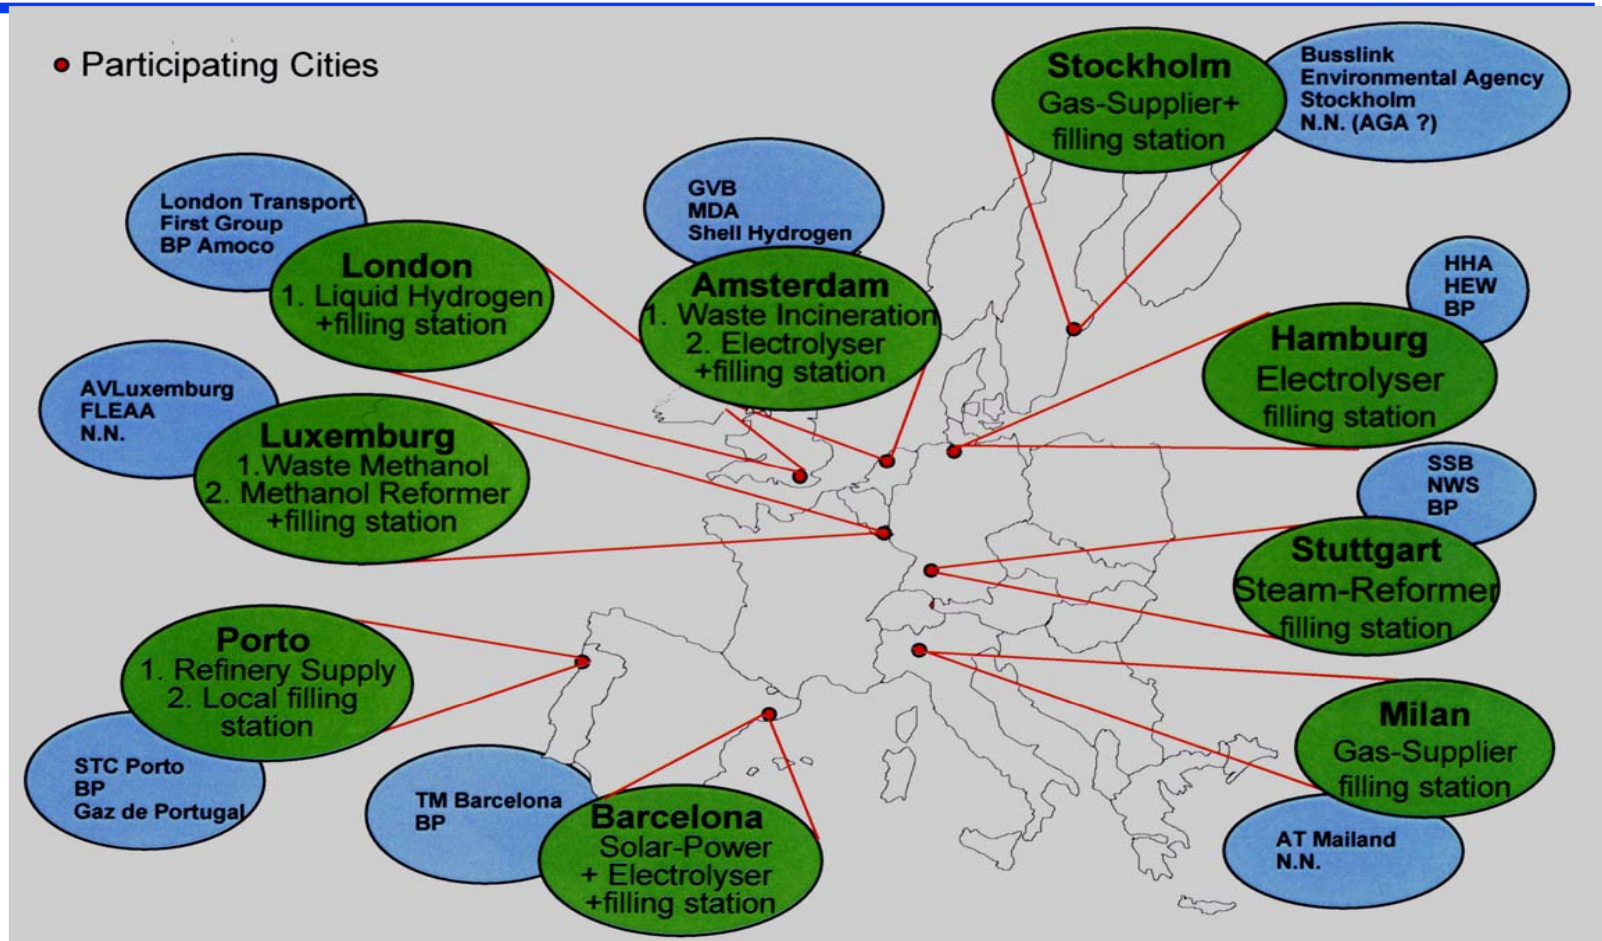 Participating Cities
Stockholm
Gas-Supplier+
filling station
Busslink
Environmental Agency
Stockholm
N.N. (AGA ?)
London Transport
First Group
BP Amoco
London
1. Liquid Hydrogen
+filling station
GVB
MDA
Shell Hydrogen
Amsterdam
1. Waste Incineration
2. Electrolyser
+filling station
HHA
HEW
BP
Hamburg
Electrolyser
filling station
AVLuxemburg
FLEAA
N.N.
Luxemburg
1.Waste Methanol
2. Methanol Reformer
+filling station
SSB
NWS
BP
Stuttgart
Steam-Reformer
filling station
Porto
1. Refinery Supply
2. Local filling
station
STC Porto
BP
Gaz de Portugal
TM Barcelona
BP
Barcelona
Solar-Power
+ Electrolyser
+filling station
Milan
Gas-Supplier
filling station
AT Mailand
N.N.